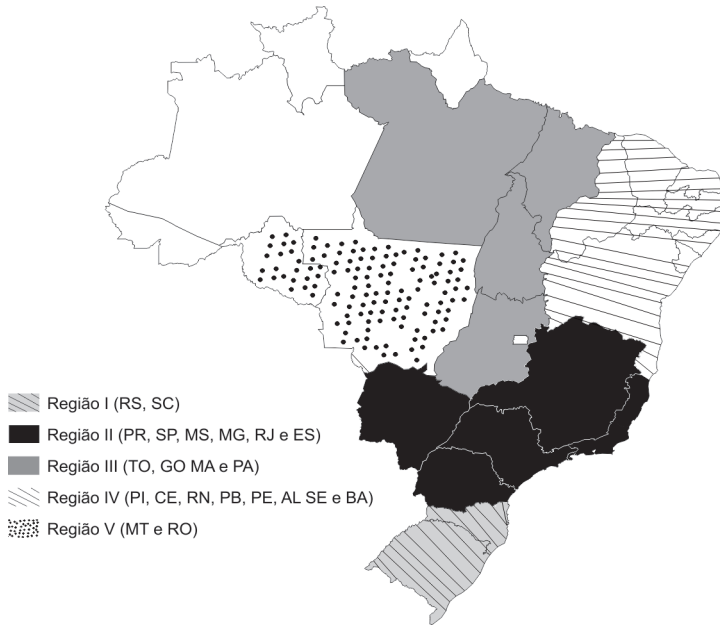 Região I (RS, SC)
Região II (PR, SP, MS, MG, RJ e ES)
Região III (TO, GO MA e PA)
Região IV (PI, CE, RN, PB, PE, AL SE e BA)
Região V (MT e RO)